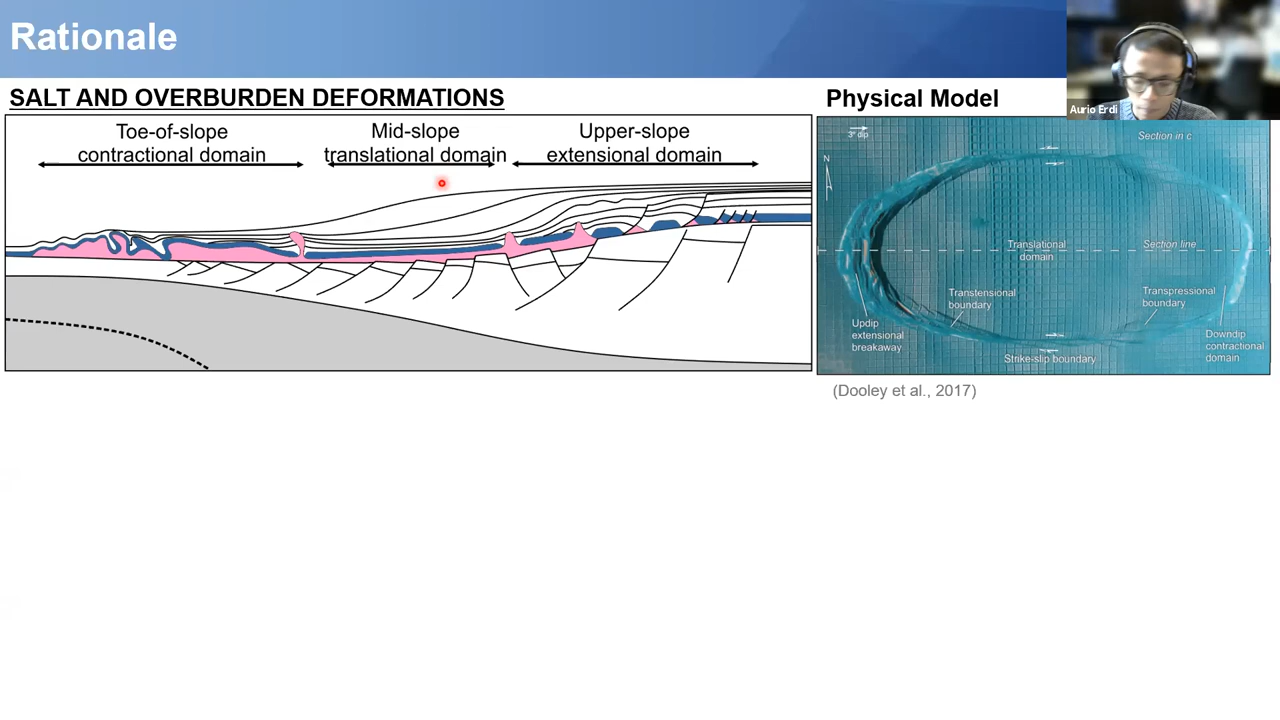 Rationale
SALT AND OVERBURDEN DEFORMATIONS
Toe-of-slope
contractional domain
Mid-slope
translational domain
Upper-slope
extensional domain
Physical Model
Aurio Erdi
3° dip
N
Section in c
Translational
domain
Section line
Transtensional
boundary
Transpressional
boundary
Updip
extensional
breakaway
Strike-slip boundary
Downdip
contractional
domain
(Dooley et al., 2017)